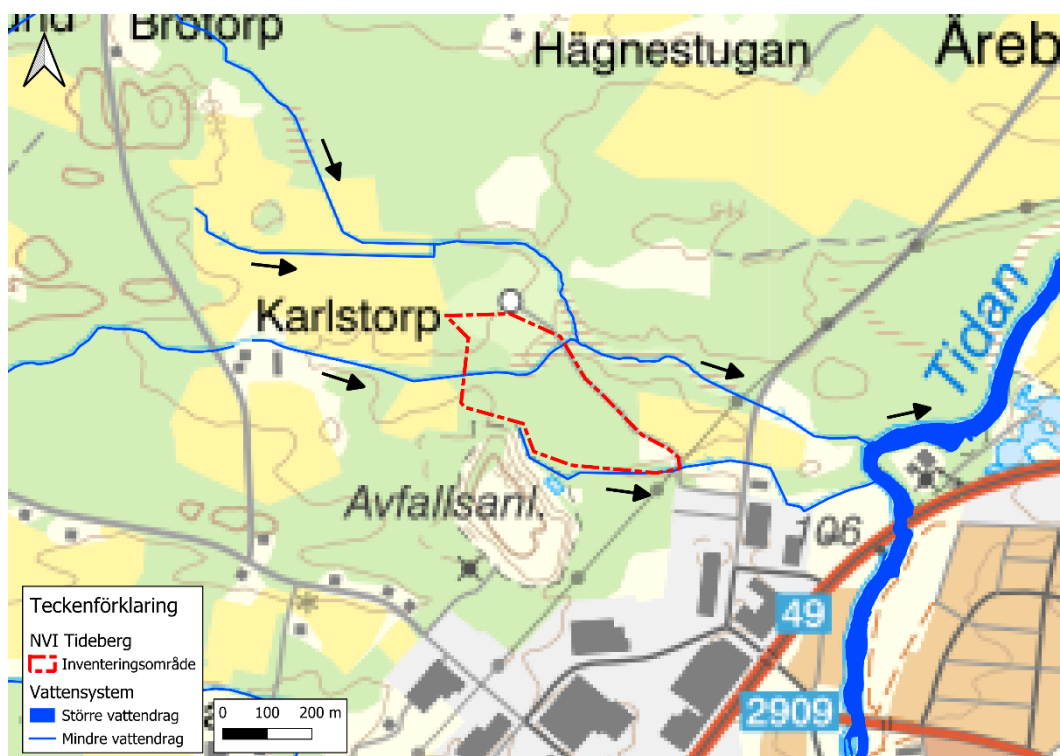 Brotorp
Hägnestugan
Äreb
Karlstorp
Tidan
Avfallsanl.
106
49
2909
Teckenförklaring
NVI Tideberg
Inventeringsområde
Vattensystem
Större vattendrag
Mindre vattendrag
0 100 200 m